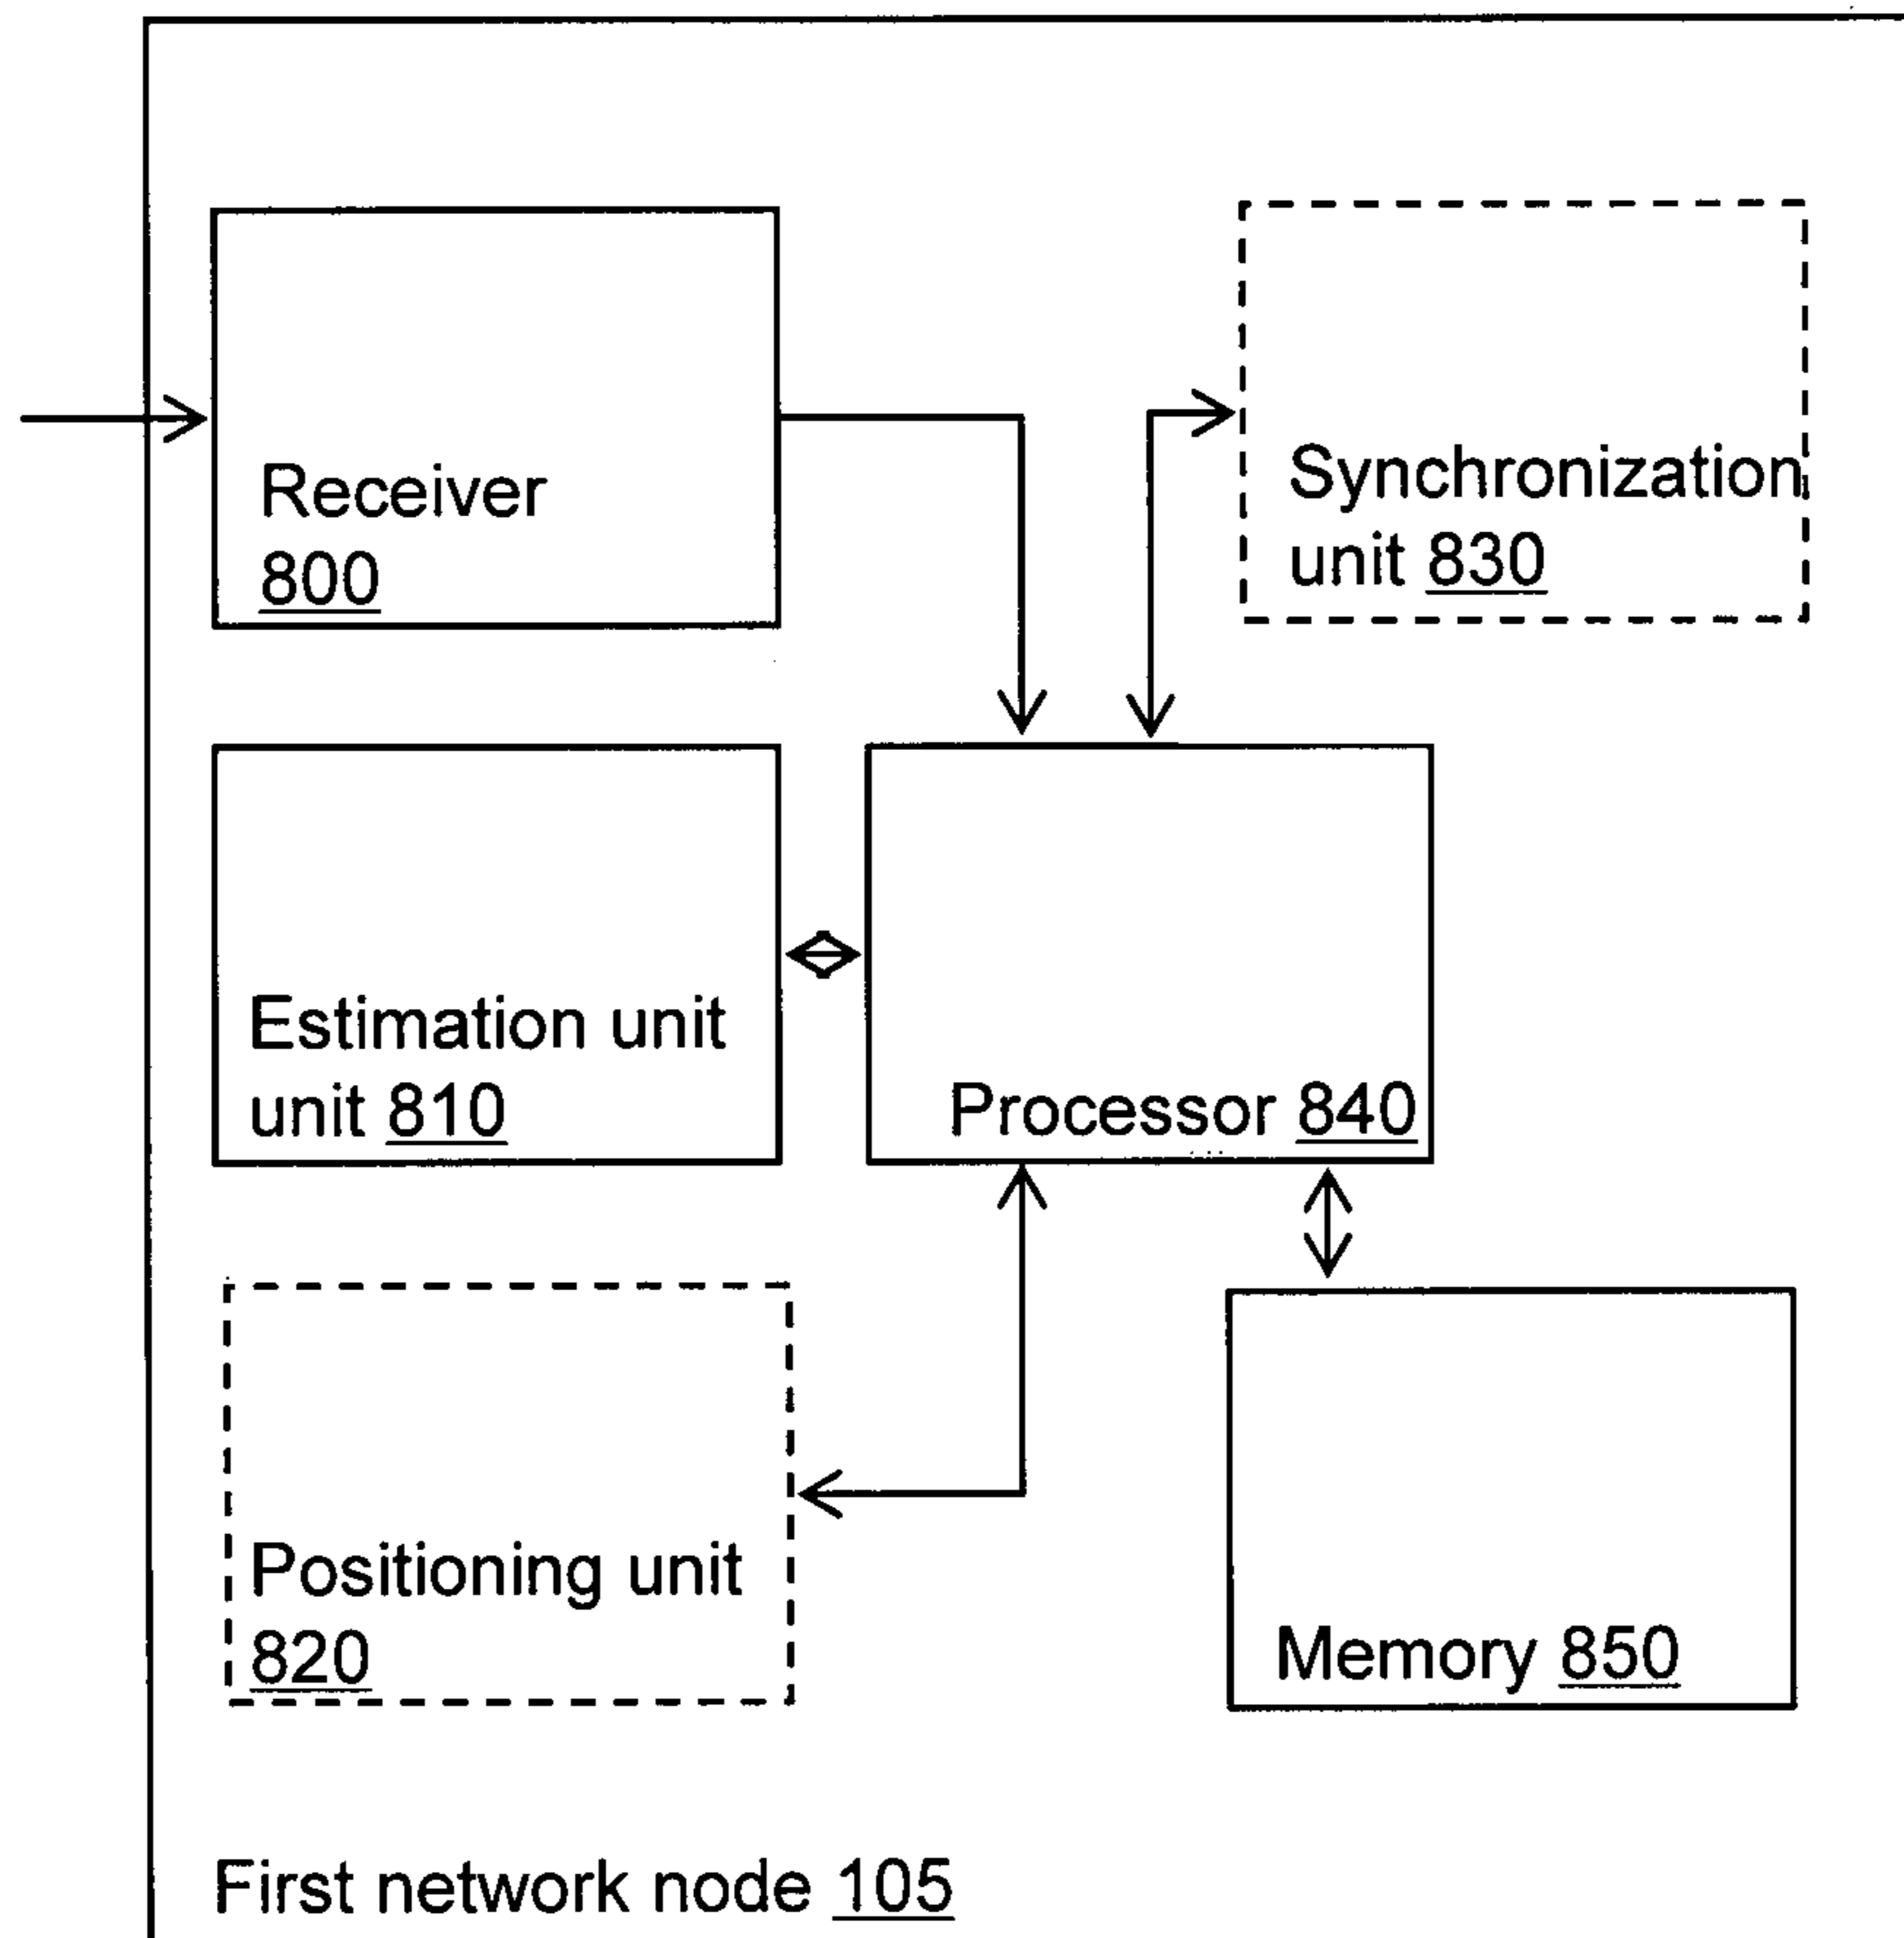 Receiver
800
Synchronization
unit 830
Estimation unit
unit 810
Processor 840
Positioning unit
820
Memory 850
First network node 105